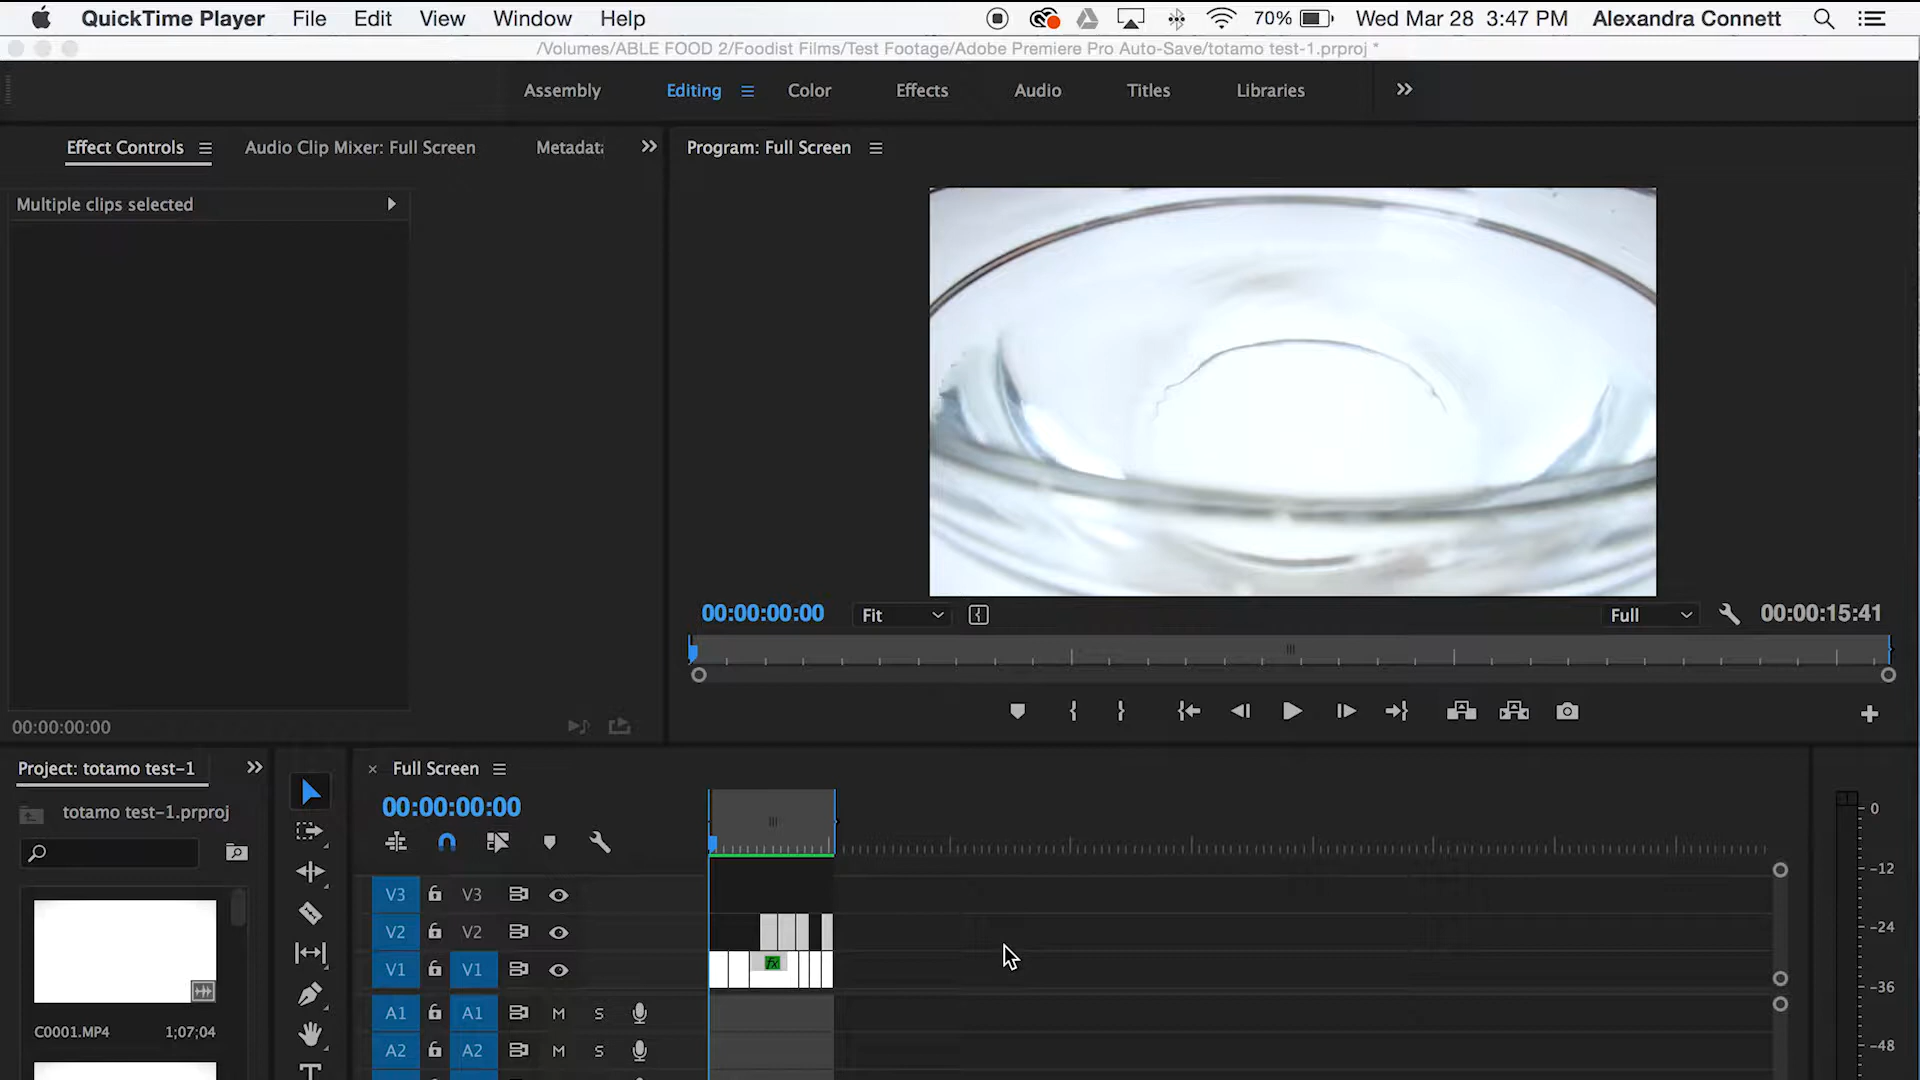 QuickTime Player File Edit View Window Help 70% Wed Mar 28 3:47 PM Alexandra Connett
/Volumes/ABLE FOOD 2/Foodist Films/Test Footage/Adobe Premiere Pro Auto-Save/totamo test-1.prproj *
Assembly Editing Color Effects Audio Titles Libraries
Effect Controls Audio Clip Mixer: Full Screen Metadata
Program: Full Screen
Multiple clips selected
00:00:00:00 Fit Full 00:00:15:41
00:00:00:00
Project: totamo test-1
totamo test-1.prproj
C0001.MP4 1;07;04
Full Screen
00:00:00:00
V3 V3
V2 V2
V1 V1 fx
A1 A1 M S
A2 A2 M S
0
-12
-24
-36
-48